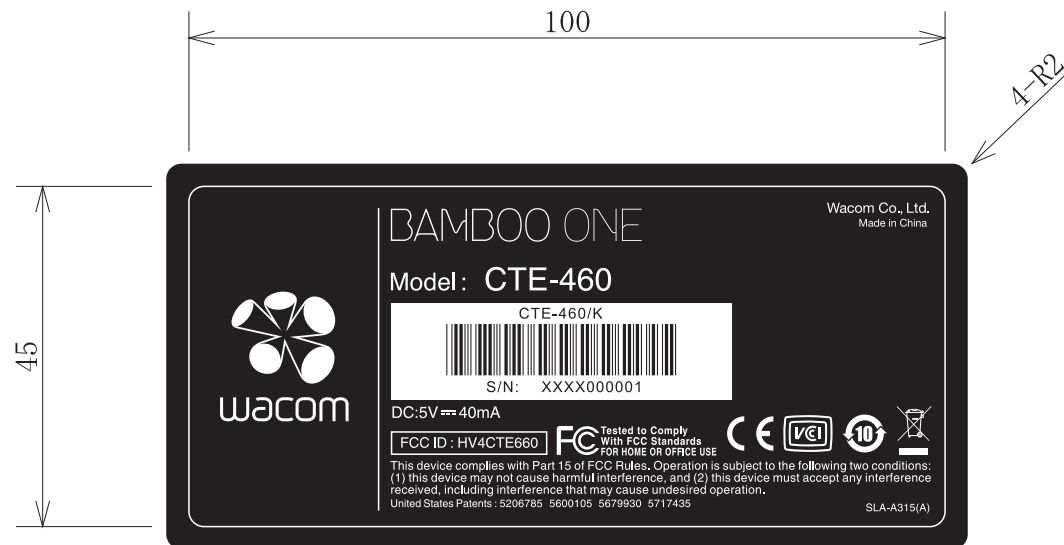 100
4-R2
45
BAMBOO ONE
Wacom Co., Ltd.
Made in China
Model : CTE-460
CTE-460/K
S/N: XXXX000001
wacom
DC:5V⎓40mA
FCC ID : HV4CTE660
FC Tested to Comply
With FCC Standards
FOR HOME OR OFFICE USE
CE
VCI
10
This device complies with Part 15 of FCC Rules. Operation is subject to the following two conditions:
(1) this device may not cause harmful interference, and (2) this device must accept any interference
received, including interference that may cause undesired operation.
United States Patents : 5206785 5600105 5679930 5717435
SLA-A315(A)